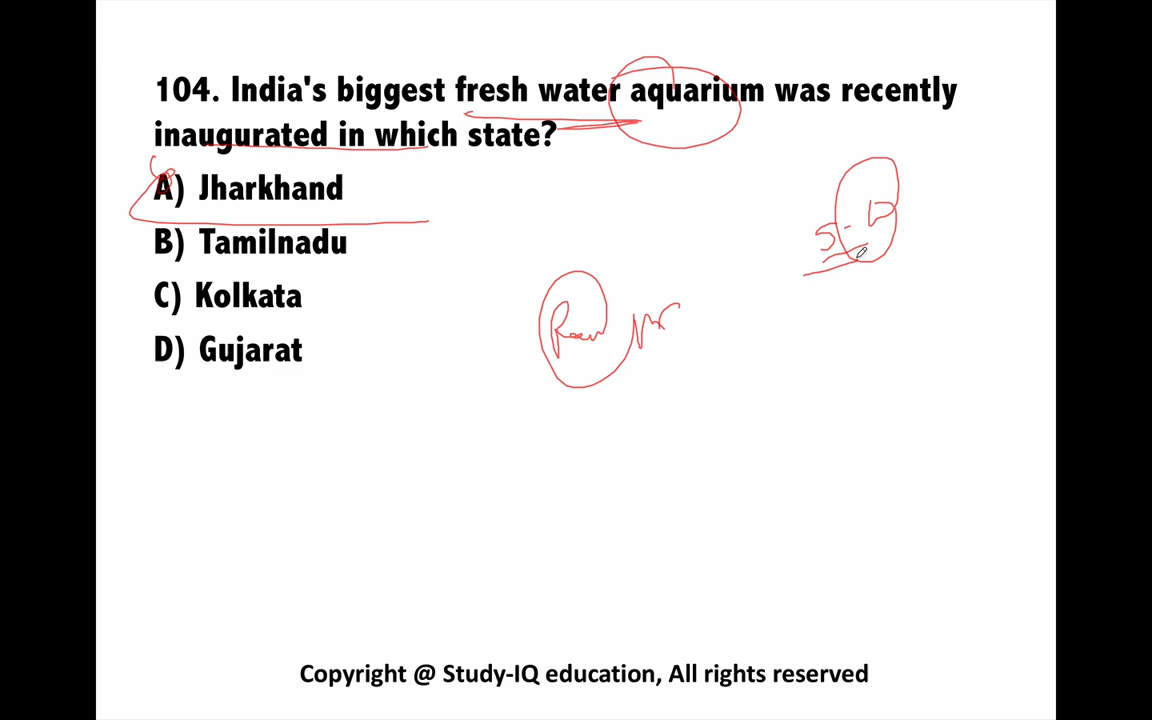 104. India's biggest fresh water aquarium was recently
inaugurated in which state?
A) Jharkhand
B) Tamilnadu
C) Kolkata
D) Gujarat
Copyright @ Study-IQ education, All rights reserved